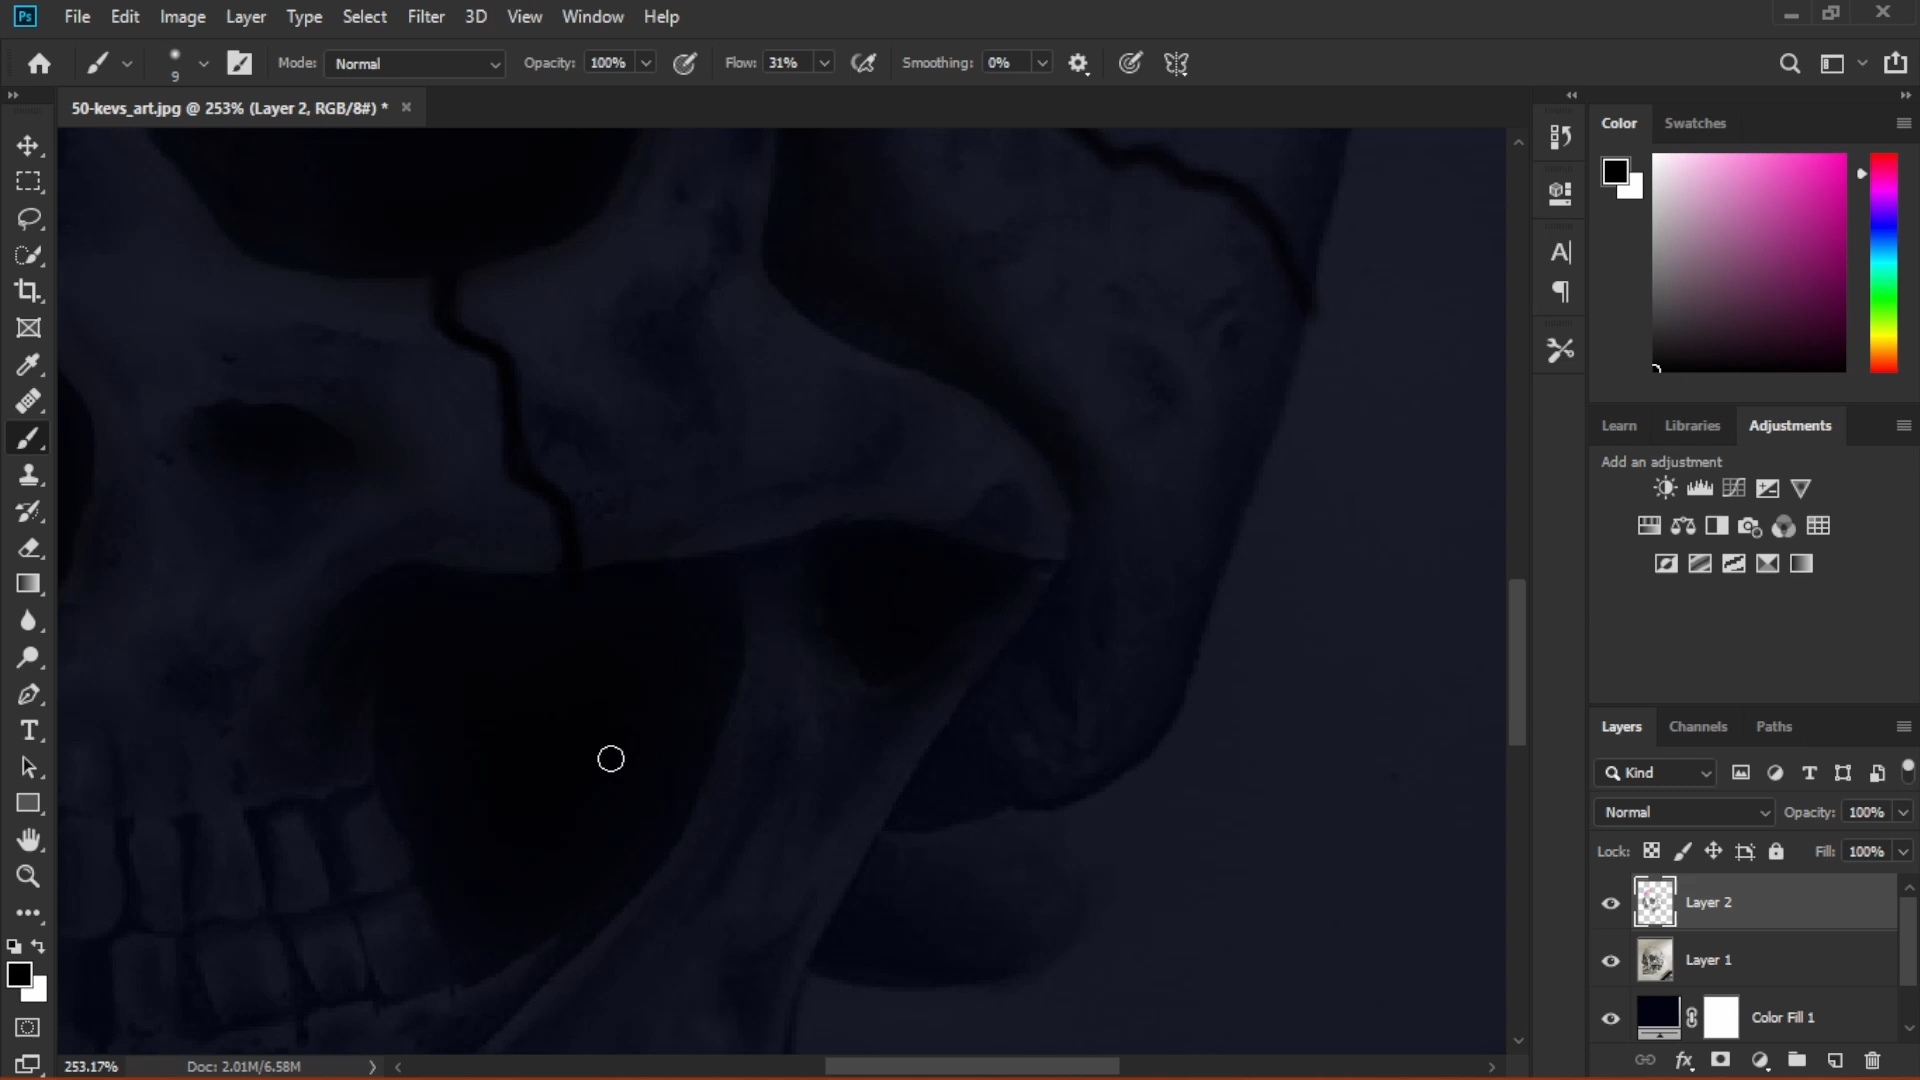 Ps File Edit Image Layer Type Select Filter 3D View Window Help
9 Mode: Normal Opacity: 100% Flow: 31% Smoothing: 0%
50-kevs_art.jpg @ 253% (Layer 2, RGB/8#) *
Color Swatches
Learn Libraries Adjustments
Add an adjustment
Layers Channels Paths
Kind
Normal Opacity: 100%
Lock: Fill: 100%
Layer 2
Layer 1
Color Fill 1
253.17% Doc: 2.01M/6.58M